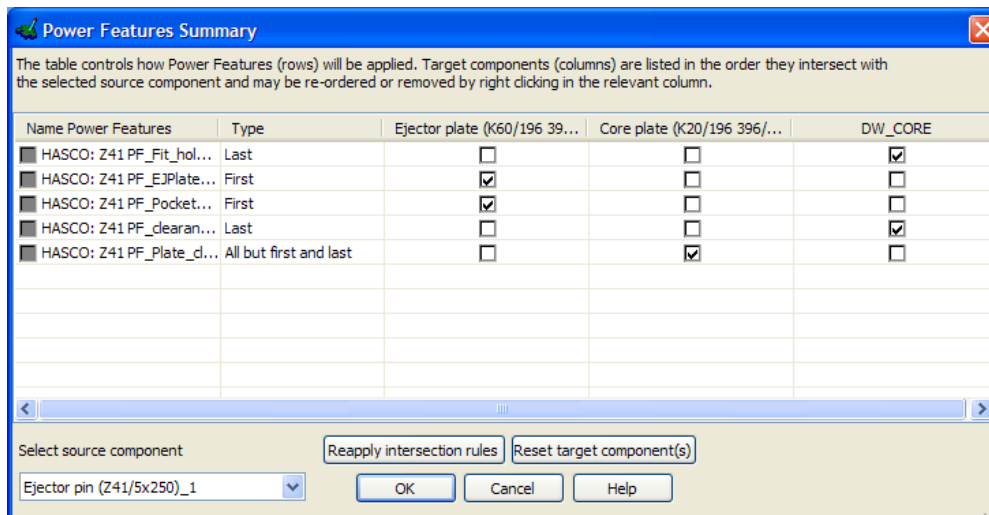 Power Features Summary
The table controls how Power Features (rows) will be applied. Target components (columns) are listed in the order they intersect with
the selected source component and may be re-ordered or removed by right clicking in the relevant column.
Name Power Features Type Ejector plate (K60/196 39... Core plate (K20/196 396/... DW_CORE
HASCO: Z41 PF_Fit_hol... Last
HASCO: Z41 PF_EJPlate... First
HASCO: Z41 PF_Pocket... First
HASCO: Z41 PF_clearan... Last
HASCO: Z41 PF_Plate_cl... All but first and last
Select source component Reapply intersection rules Reset target component(s)
Ejector pin (Z41/5x250)_1 OK Cancel Help